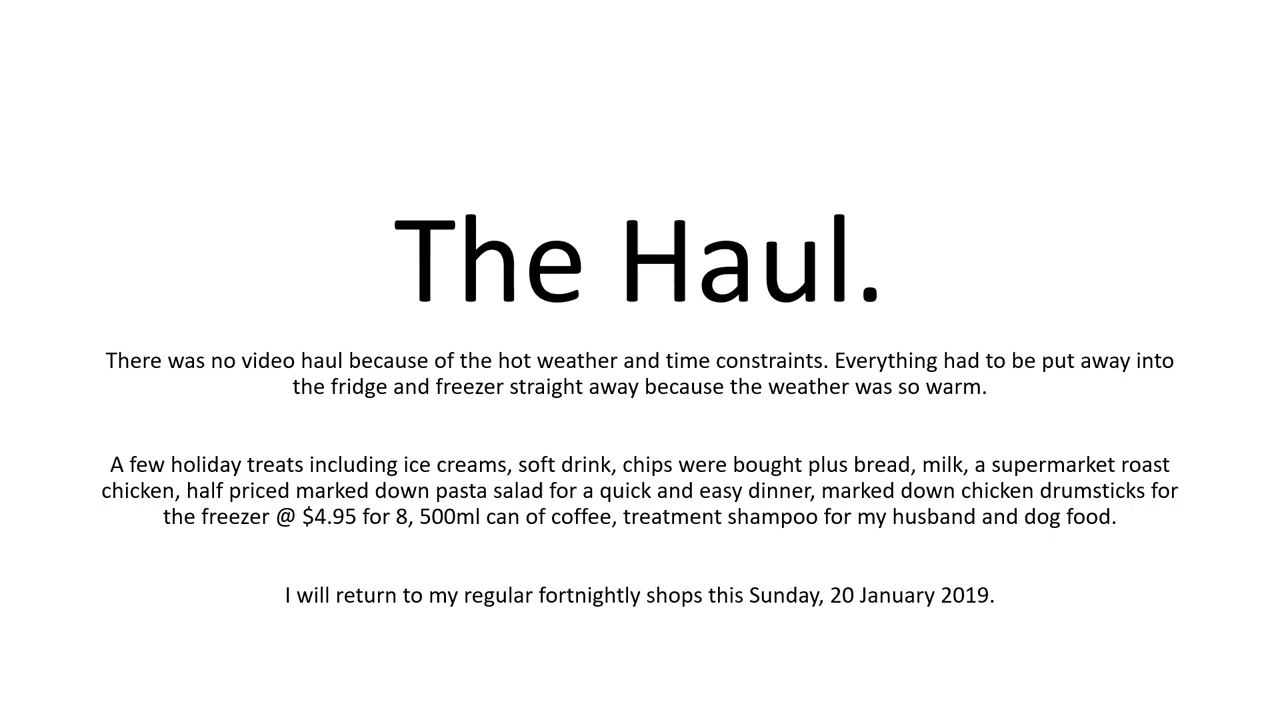 The Haul.
There was no video haul because of the hot weather and time constraints. Everything had to be put away into
the fridge and freezer straight away because the weather was so warm.
A few holiday treats including ice creams, soft drink, chips were bought plus bread, milk, a supermarket roast
chicken, half priced marked down pasta salad for a quick and easy dinner, marked down chicken drumsticks for
the freezer @ $4.95 for 8, 500ml can of coffee, treatment shampoo for my husband and dog food.
I will return to my regular fortnightly shops this Sunday, 20 January 2019.